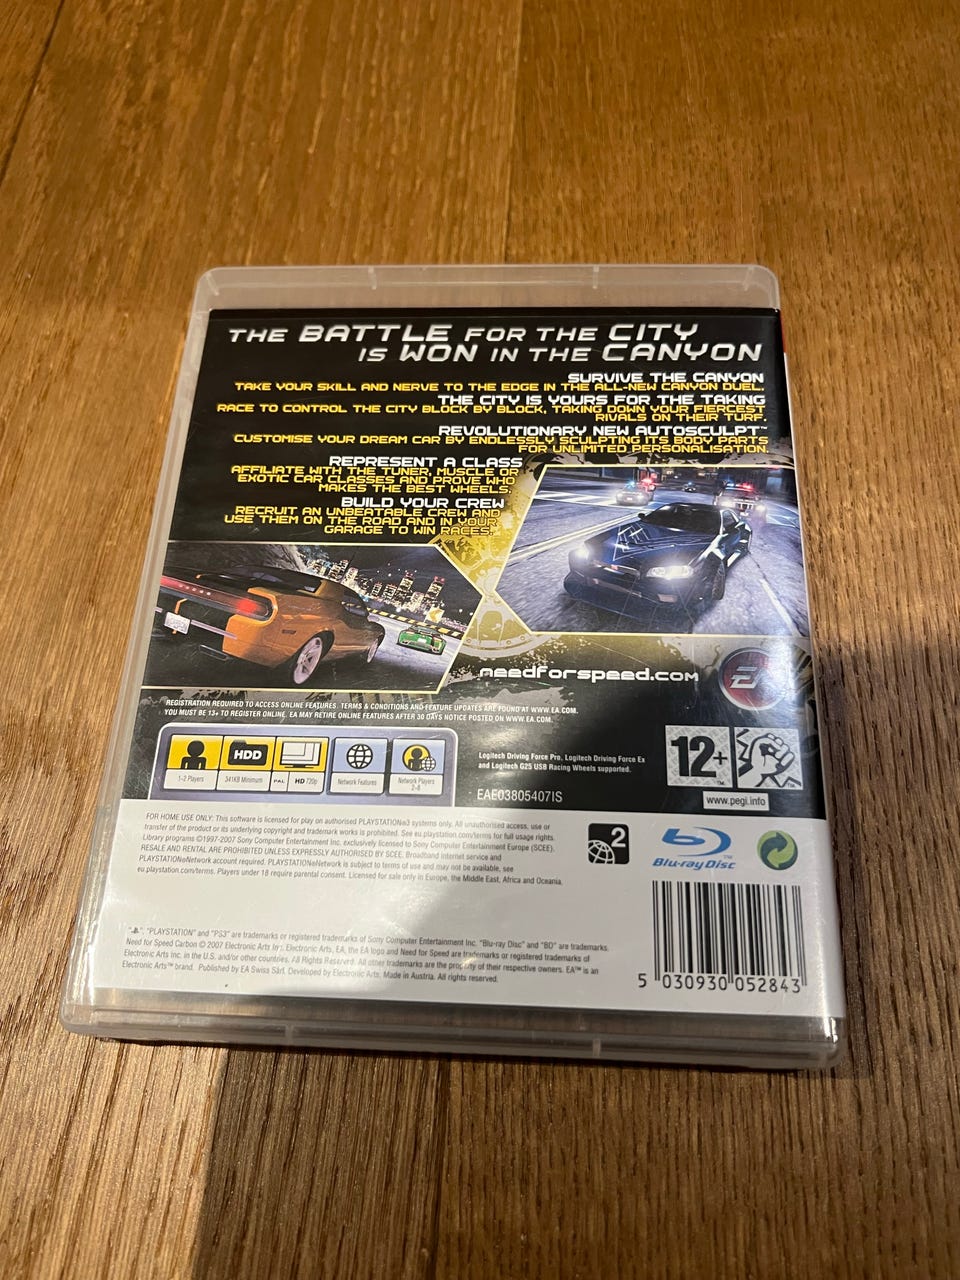 THE BATTLE FOR THE CITY
IS WON IN THE CANYON
SURVIVE THE CANYON
TAKE YOUR SKILL AND NERVE TO THE EDGE IN THE ALL-NEW CANYON DUEL.
THE CITY IS YOURS FOR THE TAKING
RACE TO CONTROL THE CITY BLOCK BY BLOCK, TAKING DOWN YOUR FIERCEST
RIVALS ON THEIR TURF.
REVOLUTIONARY NEW AUTOSCULPT™
CUSTOMISE YOUR DREAM CAR BY ENDLESSLY SCULPTING ITS BODY PARTS
FOR UNLIMITED PERSONALISATION.
REPRESENT A CLASS
AFFILIATE WITH THE TUNER, MUSCLE OR
EXOTIC CAR CLASSES AND PROVE WHO
MAKES THE BEST WHEELS.
BUILD YOUR CREW
RECRUIT AN UNBEATABLE CREW AND
USE THEM ON THE ROAD AND IN YOUR
GARAGE TO WIN RACES.
needforspeed.com
EA
REGISTRATION REQUIRED TO ACCESS ONLINE FEATURES. TERMS & CONDITIONS AND FEATURE UPDATES ARE FOUND AT WWW.EA.COM.
YOU MUST BE 13+ TO REGISTER ONLINE. EA MAY RETIRE ONLINE FEATURES AFTER 30 DAYS NOTICE POSTED ON WWW.EA.COM.
HDD
1-2 Players
341KB Minimum
PAL HD 720p
Network Features
Network Players
2-8
Logitech Driving Force Pro, Logitech Driving Force Ex
and Logitech G25 USB Racing Wheels supported.
EAE03805407IS
12+
www.pegi.info
FOR HOME USE ONLY: This software is licensed for play on authorised PLAYSTATION®3 systems only. All unauthorised access, use or
transfer of the product or its underlying copyright and trademark works is prohibited. See eu.playstation.com/terms for full usage rights.
Library programs ©1997-2007 Sony Computer Entertainment Inc. exclusively licensed to Sony Computer Entertainment Europe (SCEE).
RESALE AND RENTAL ARE PROHIBITED UNLESS EXPRESSLY AUTHORISED BY SCEE. Broadband internet service and
PLAYSTATION®Network account required. PLAYSTATION®Network is subject to terms of use and may not be available, see
eu.playstation.com/terms. Players under 18 require parental consent. Licensed for sale only in Europe, the Middle East, Africa and Oceania.
2
Blu-ray Disc™
"", "PLAYSTATION" and "PS3" are trademarks or registered trademarks of Sony Computer Entertainment Inc. "Blu-ray Disc" and "BD" are trademarks.
Need for Speed Carbon © 2007 Electronic Arts Inc. Electronic Arts, EA, the EA logo and Need for Speed are trademarks or registered trademarks of
Electronic Arts Inc. in the U.S. and/or other countries. All Rights Reserved. All other trademarks are the property of their respective owners. EA™ is an
Electronic Arts™ brand. Published by EA Swiss Sàrl, Developed by Electronic Arts, Made in Austria. All rights reserved.
5 030930 052843